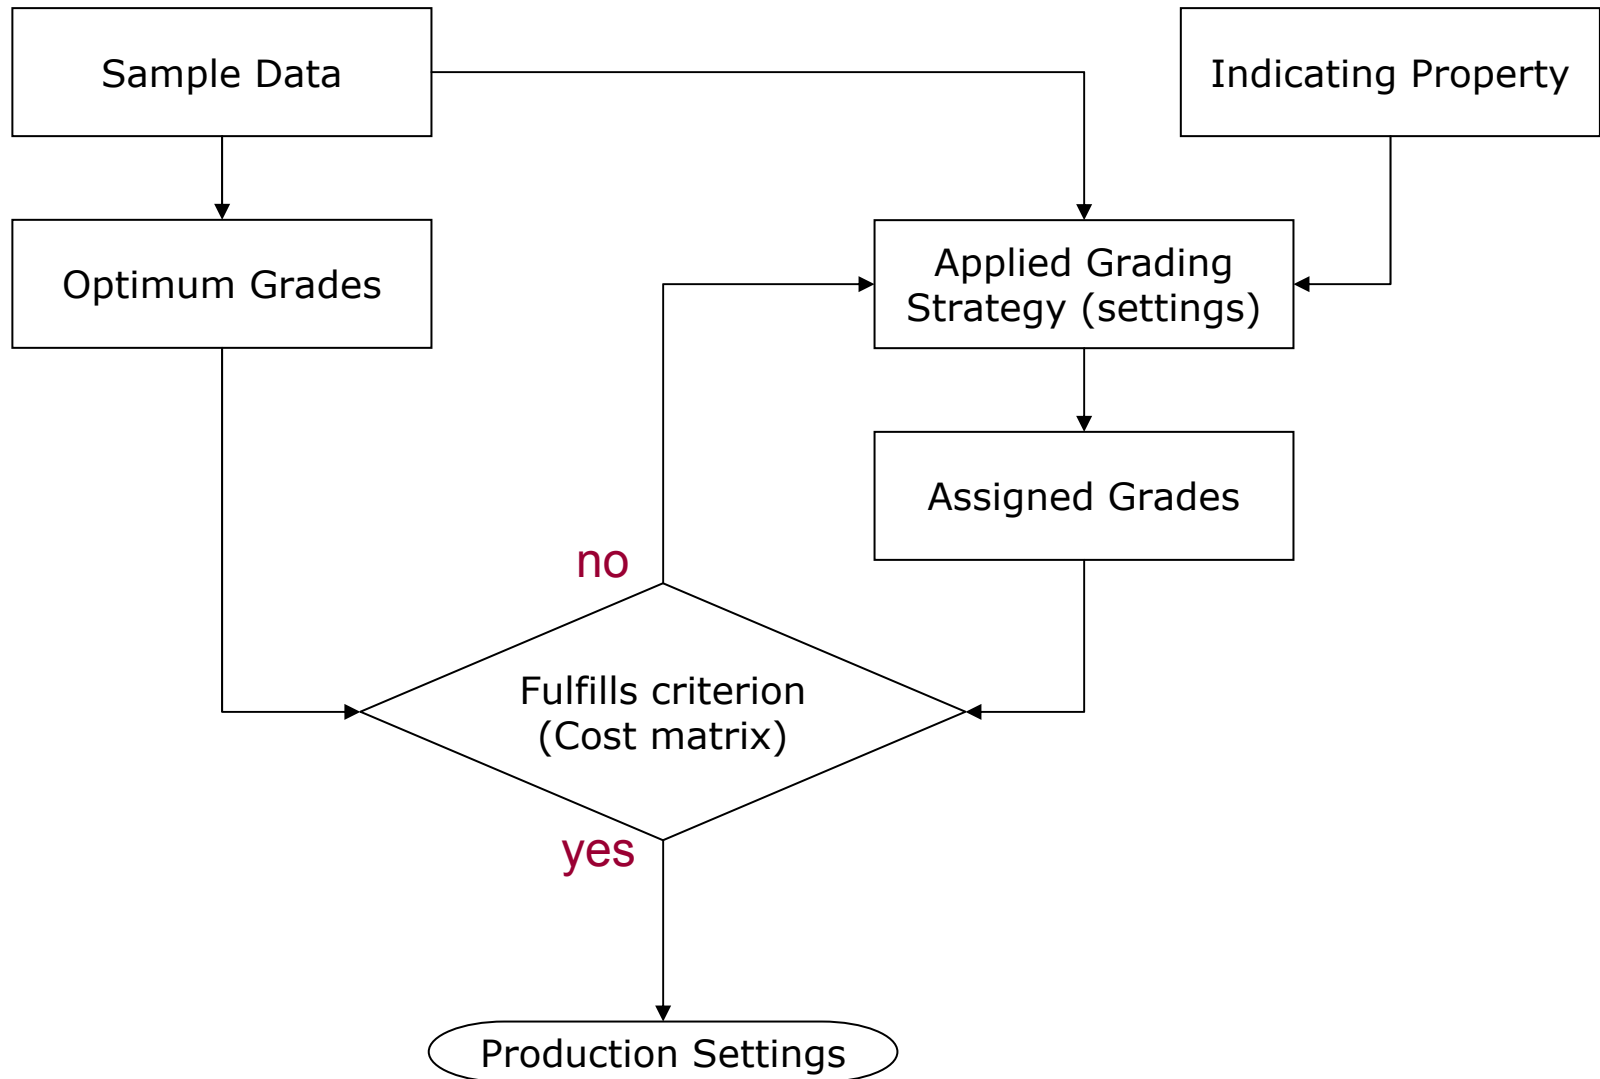 Sample Data
Indicating Property
Optimum Grades
Applied Grading
Strategy (settings)
Assigned Grades
no
Fulfills criterion
(Cost matrix)
yes
Production Settings